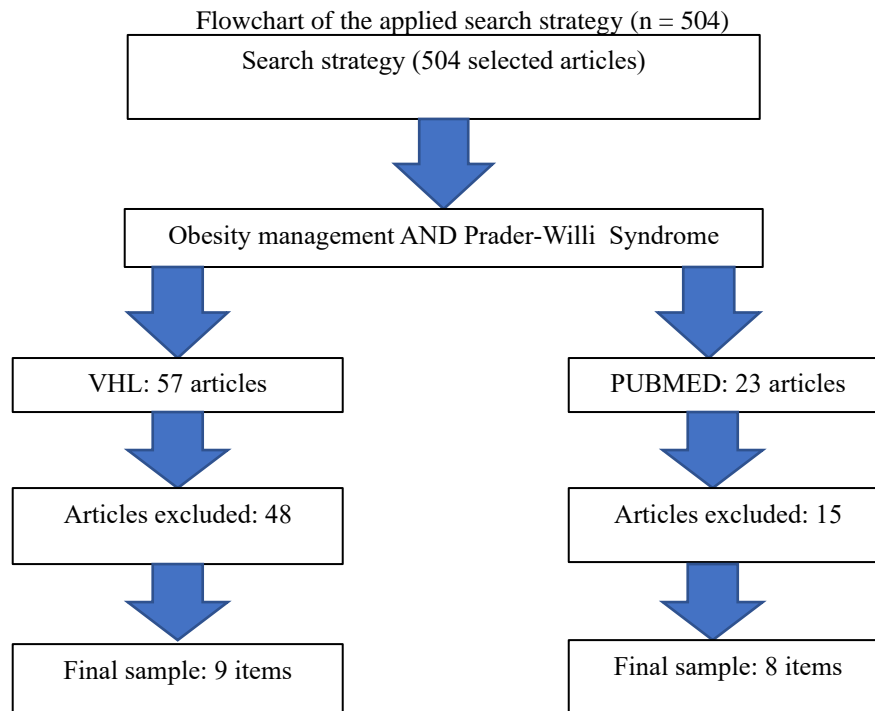 Flowchart of the applied search strategy (n = 504)
Search strategy (504 selected articles)
Obesity management AND Prader-Willi  Syndrome
VHL: 57 articles
PUBMED: 23 articles
Articles excluded: 48
Articles excluded: 15
Final sample: 9 items
Final sample: 8 items